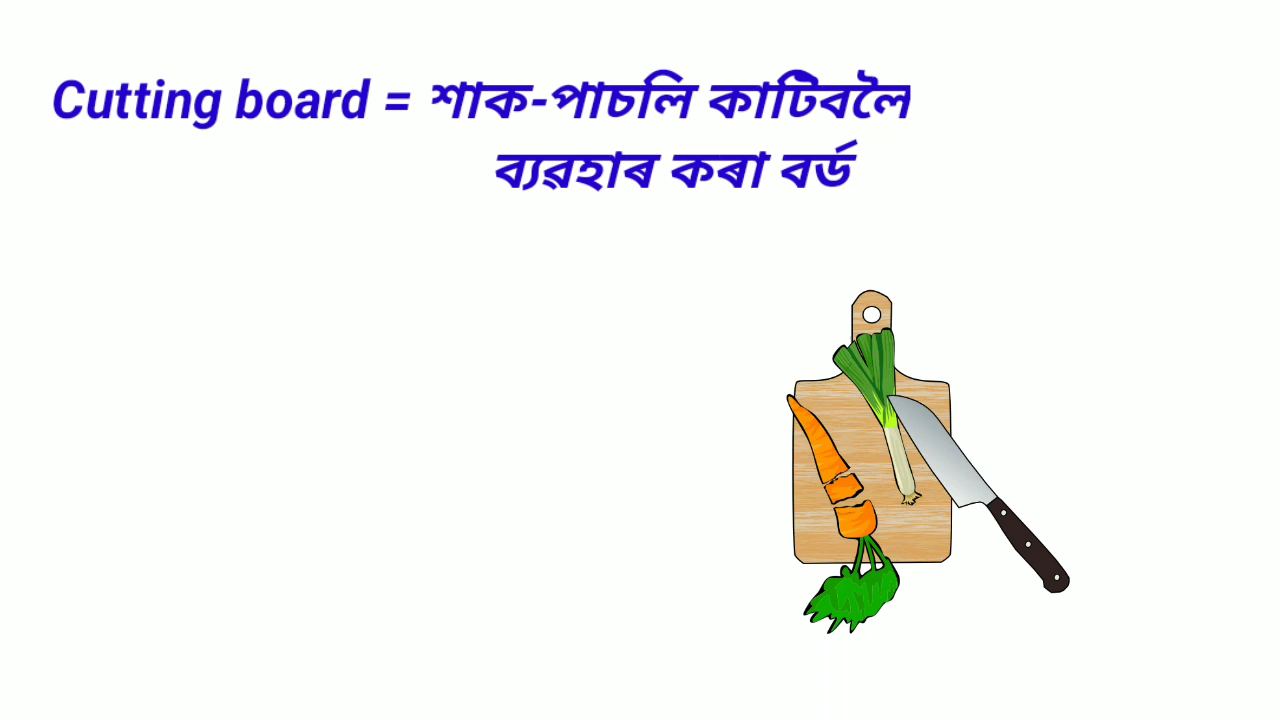 Cutting board = শাক-পাচলি কাটিবলৈ
ব্যৱহাৰ কৰা বৰ্ড